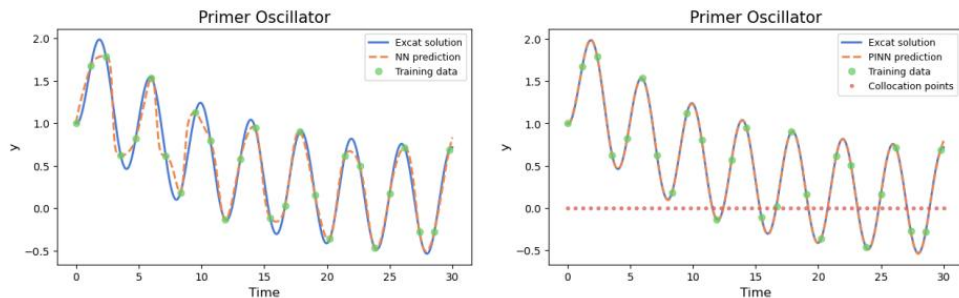 Primer Oscillator
Excat solution
NN prediction
Training data
y
2.0
1.5
1.0
0.5
0.0
−0.5
0
5
10
15
20
25
30
Time
Primer Oscillator
Excat solution
PINN prediction
Training data
Collocation points
y
2.0
1.5
1.0
0.5
0.0
−0.5
0
5
10
15
20
25
30
Time